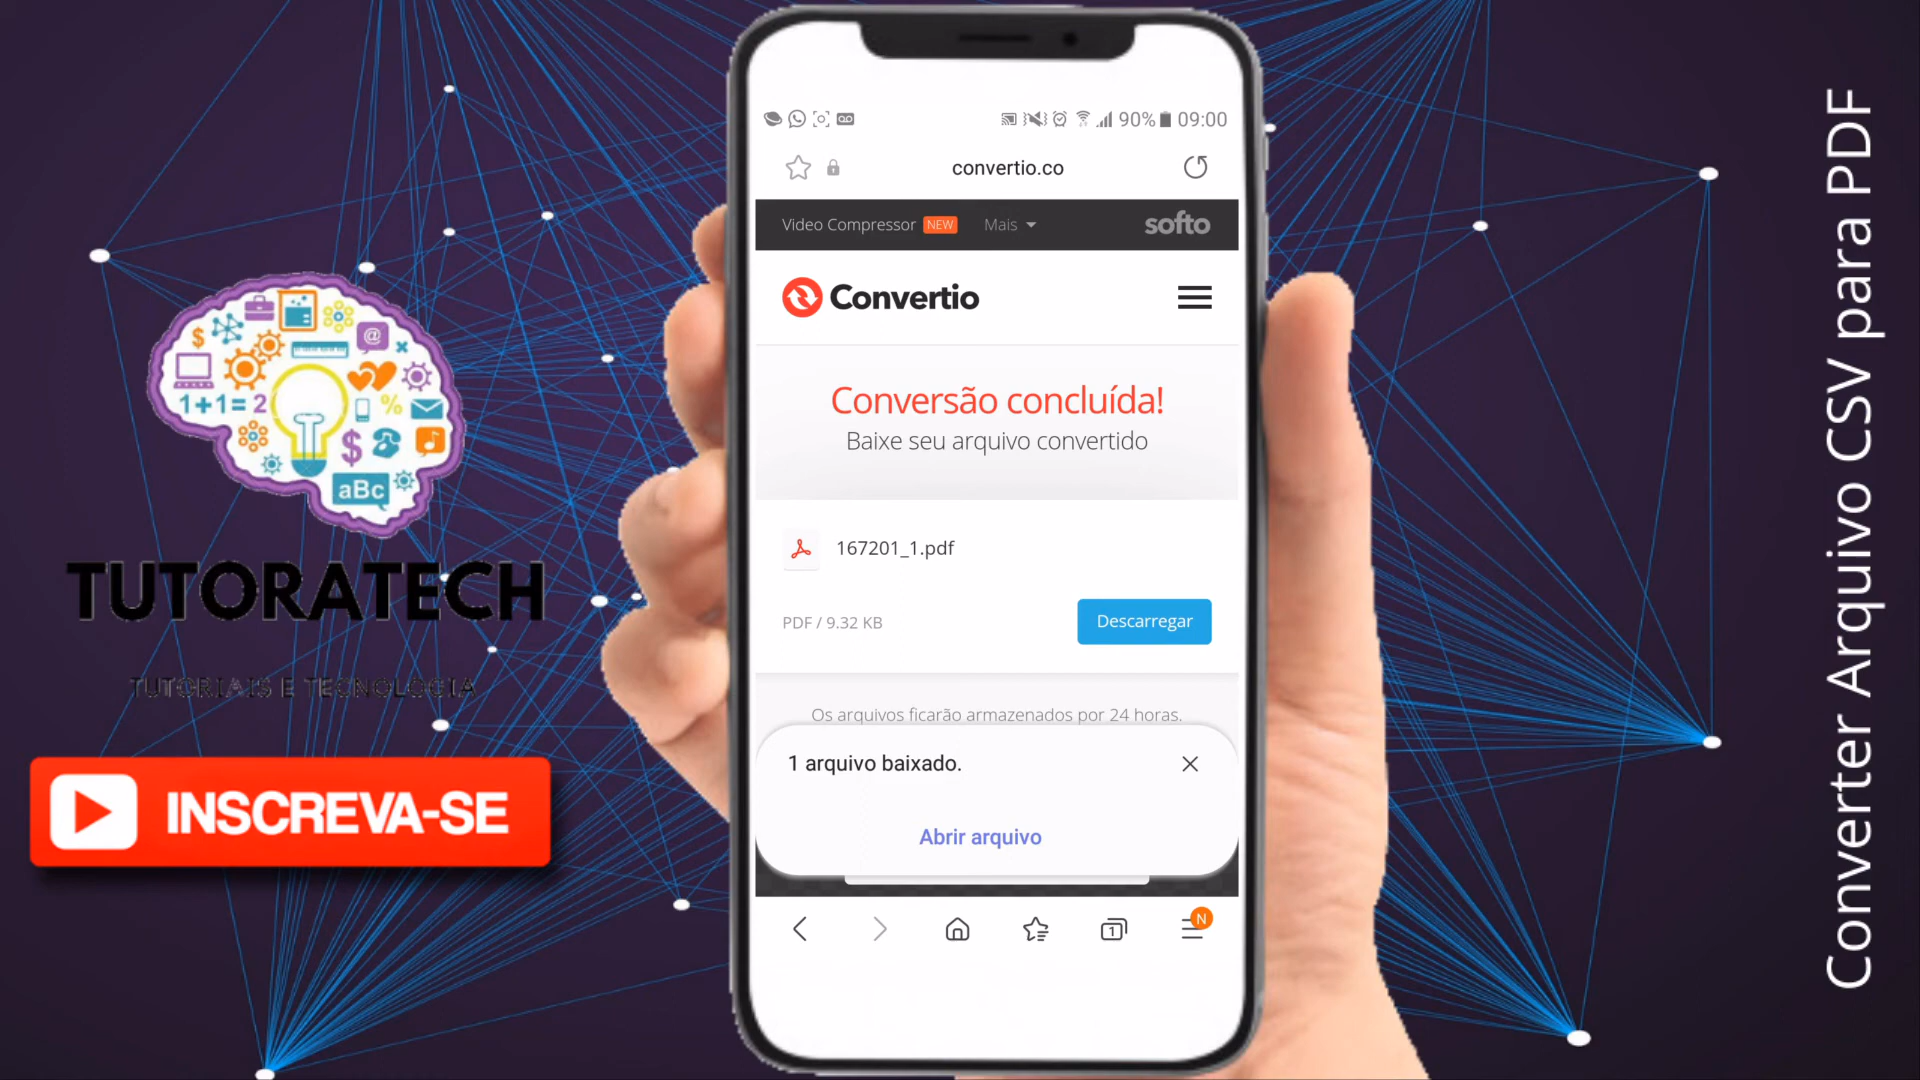 1+1= 2
$
@
%
$
aBc
TUTORATECH
TUTORIAIS E TECNOLOGIA
INSCREVA-SE
90% 09:00
convertio.co
Video Compressor NEW Mais softo
Convertio
Conversão concluída!
Baixe seu arquivo convertido
167201_1.pdf
PDF / 9.32 KB Descarregar
Os arquivos ficarão armazenados por 24 horas.
1 arquivo baixado.
Abrir arquivo
1 N
Converter Arquivo CSV para PDF